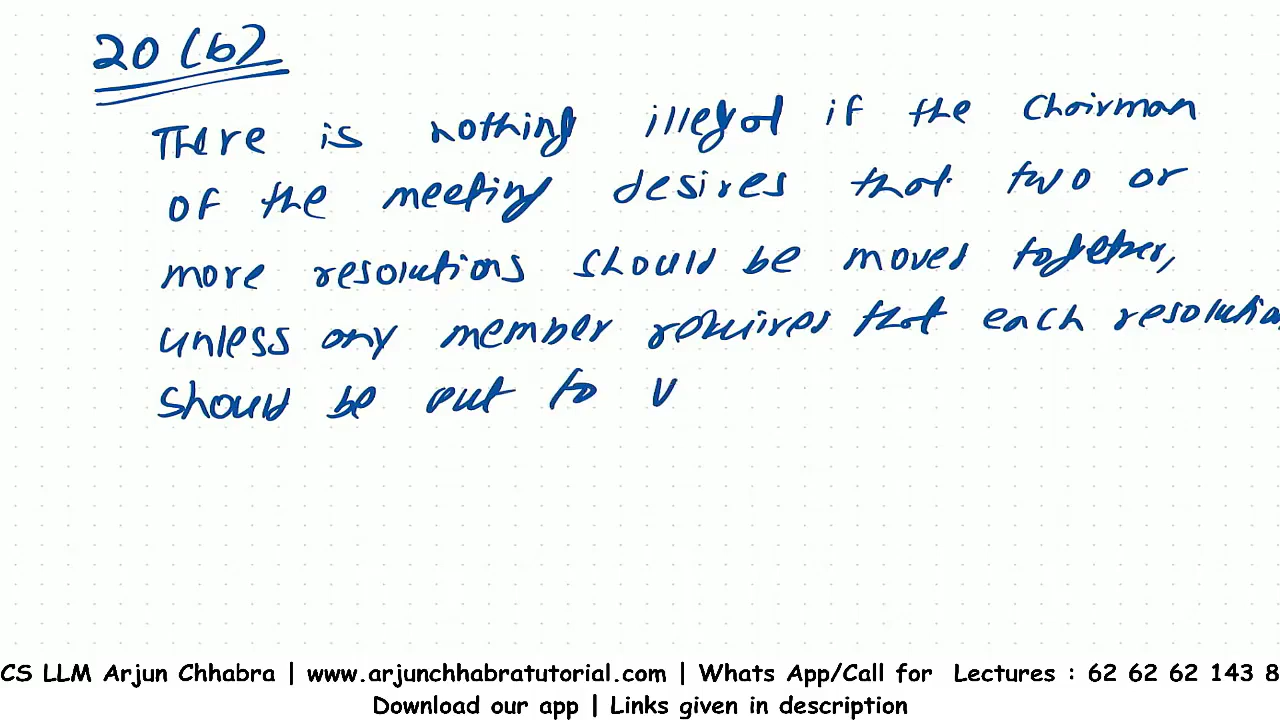 20 (b)
There is nothing illegal if the Chairman
of the meeting desires that two or
more resolutions should be moved together,
unless any member requires that each resolution
should be put to v
CS LLM Arjun Chhabra | www.arjunchhabratutorial.com | Whats App/Call for Lectures : 62 62 62 143 8
Download our app | Links given in description